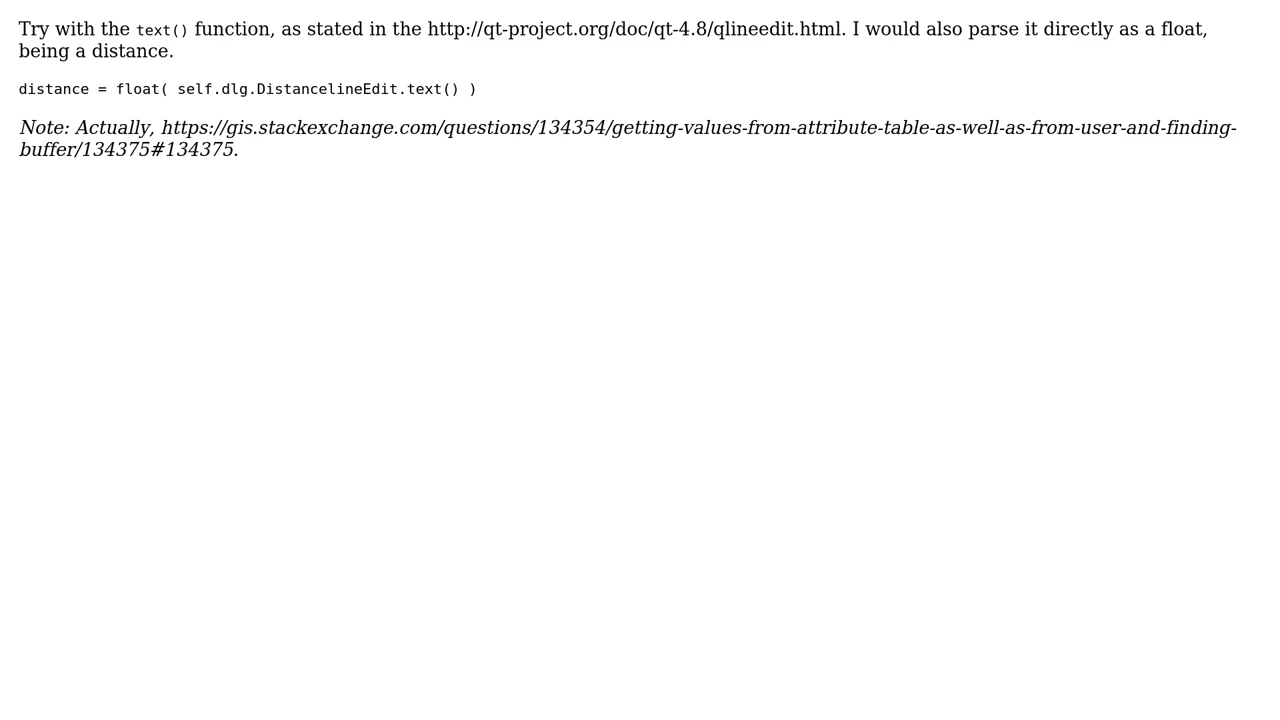 Try with the text() function, as stated in the http://qt-project.org/doc/qt-4.8/qlineedit.html. I would also parse it directly as a float,
being a distance.
distance = float( self.dlg.DistancelineEdit.text() )
Note: Actually, https://gis.stackexchange.com/questions/134354/getting-values-from-attribute-table-as-well-as-from-user-and-finding-
buffer/134375#134375.